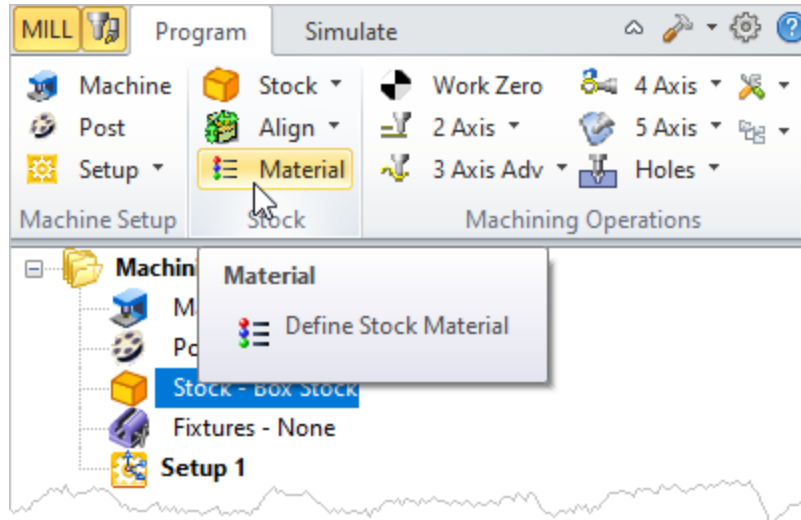 MILL Program Simulate
Machine Stock Work Zero 4 Axis
Post Align 2 Axis 5 Axis
Setup Material 3 Axis Adv Holes
Machine Setup Stock Machining Operations
Machin
Material
M
Define Stock Material
Po
Stock - Box Stock
Fixtures - None
Setup 1